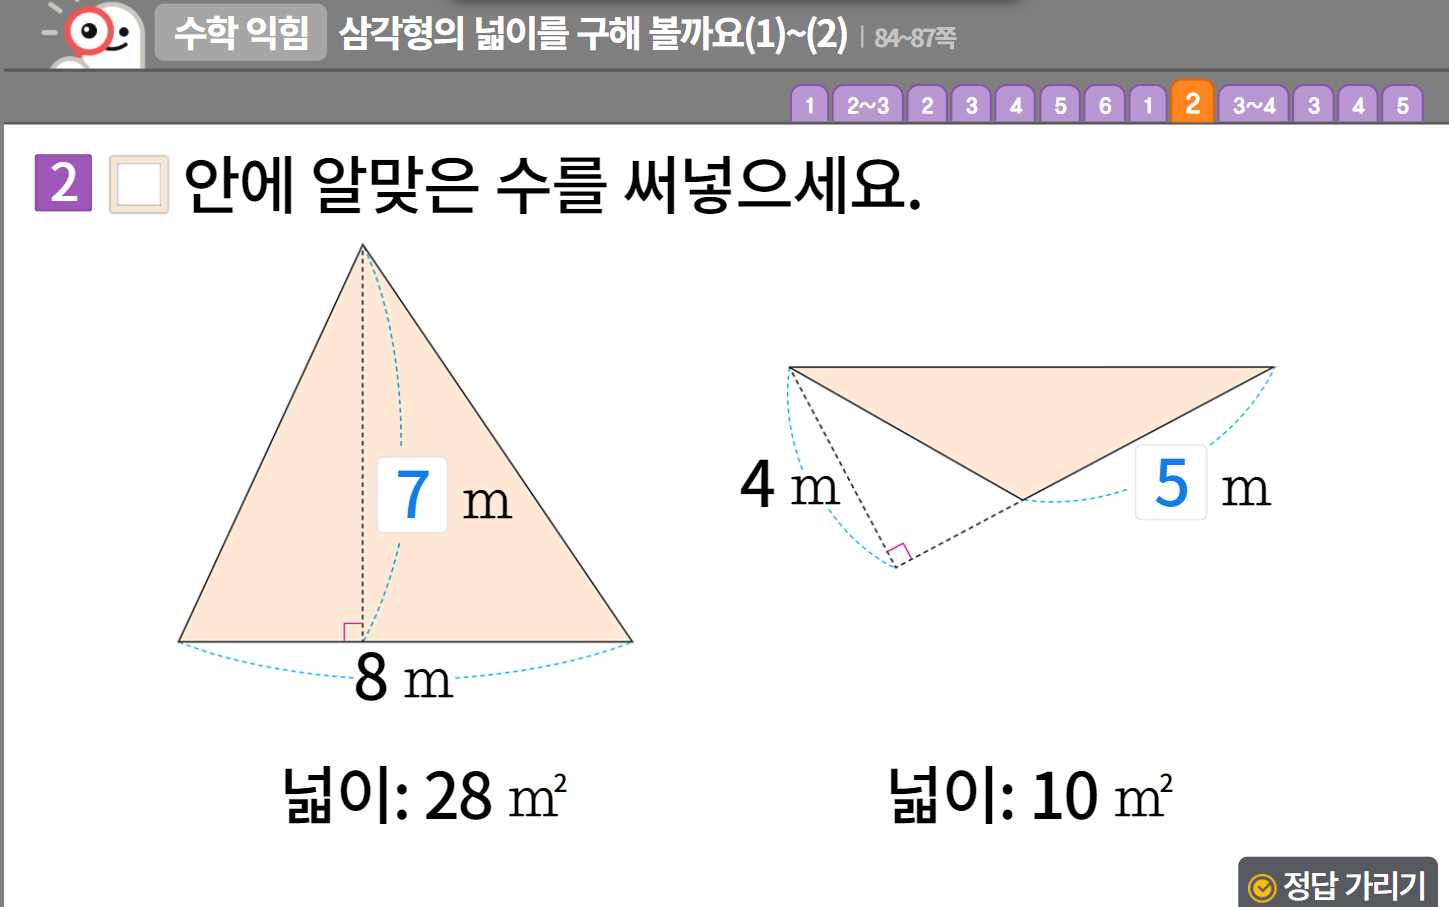 수학 익힘 삼각형의 넓이를 구해 볼까요(1)~(2) | 84~87쪽
1 2~3 2 3 4 5 6 1 2 3~4 3 4 5
2 안에 알맞은 수를 써넣으세요.
7 m
8 m
넓이: 28 m²
4 m
5 m
넓이: 10 m²
정답 가리기